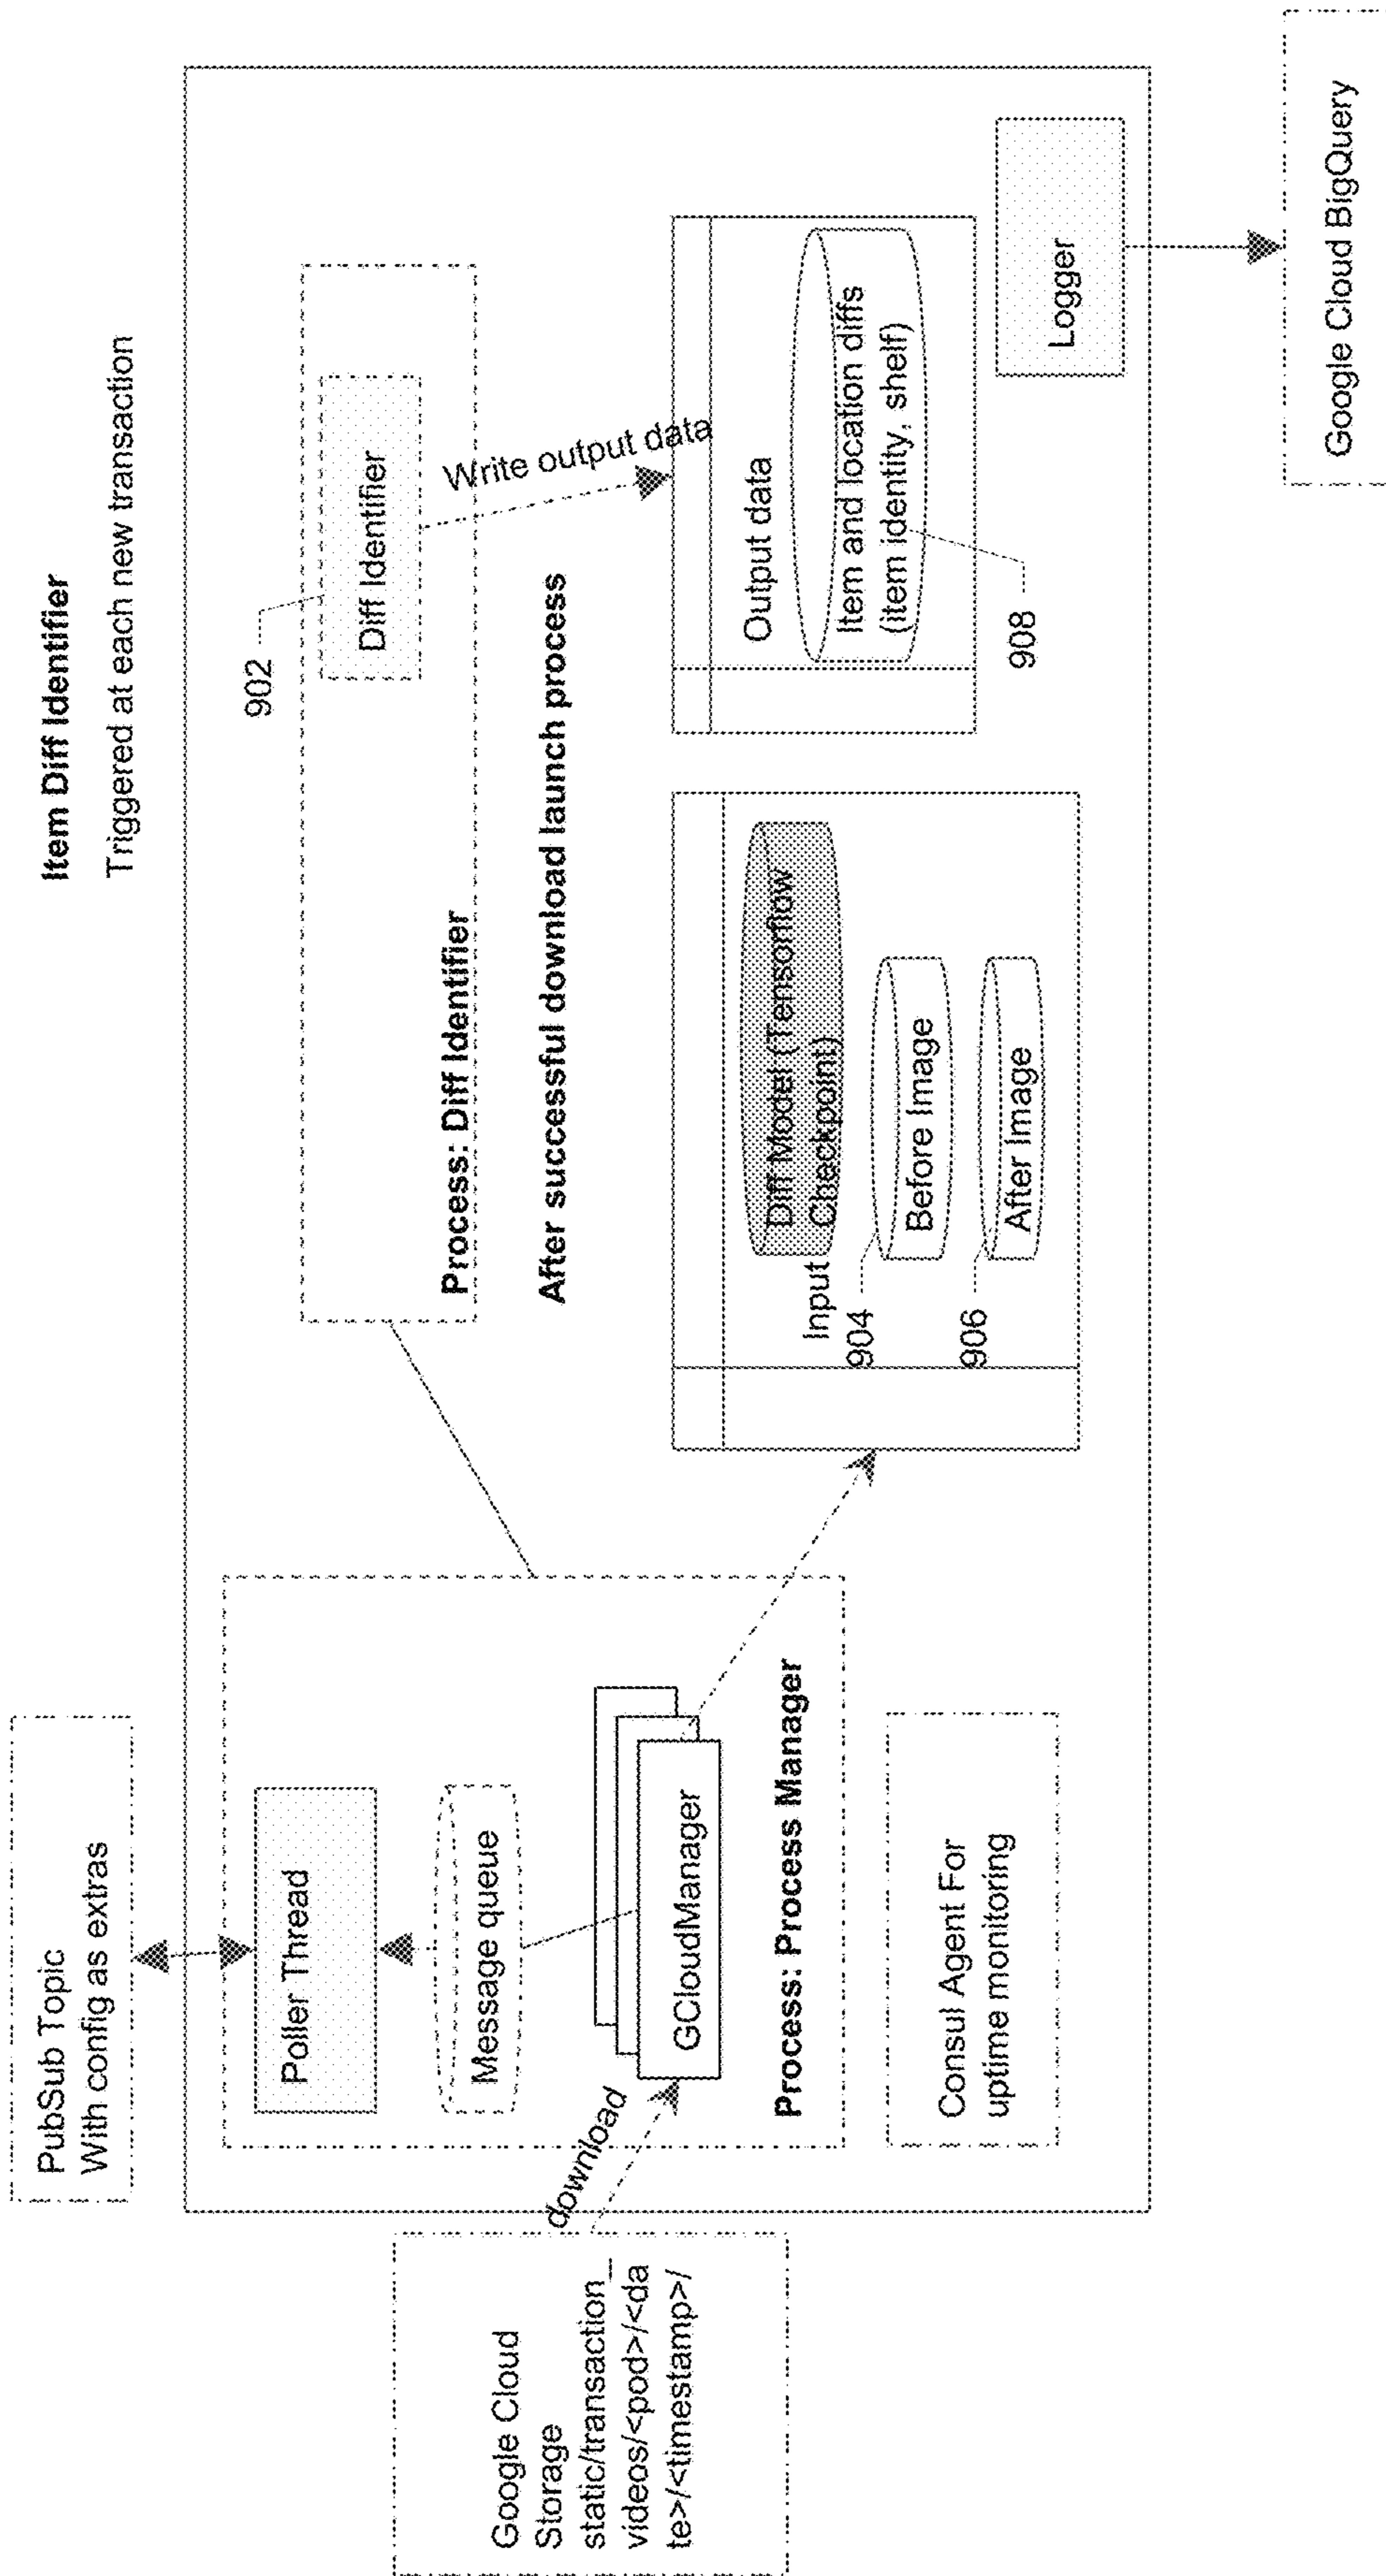 Item Diff Identifier
Triggered at each new transaction
PubSub Topic
With config as extras
Poller Thread
Message queue
GCloudManager
Process: Process Manager
download
Google Cloud
Storage
static/transaction_
videos/<pod>/<da
te>/<timestamp>/
Consul Agent For
uptime monitoring
902
Diff Identifier
Process: Diff Identifier
After successful download launch process
Write output data
Diff Model (Tensorflow
Checkpoint)
Input
904
Before Image
906
After Image
Output data
Item and location diffs
(item identity, shelf)
908
Logger
Google Cloud BigQuery